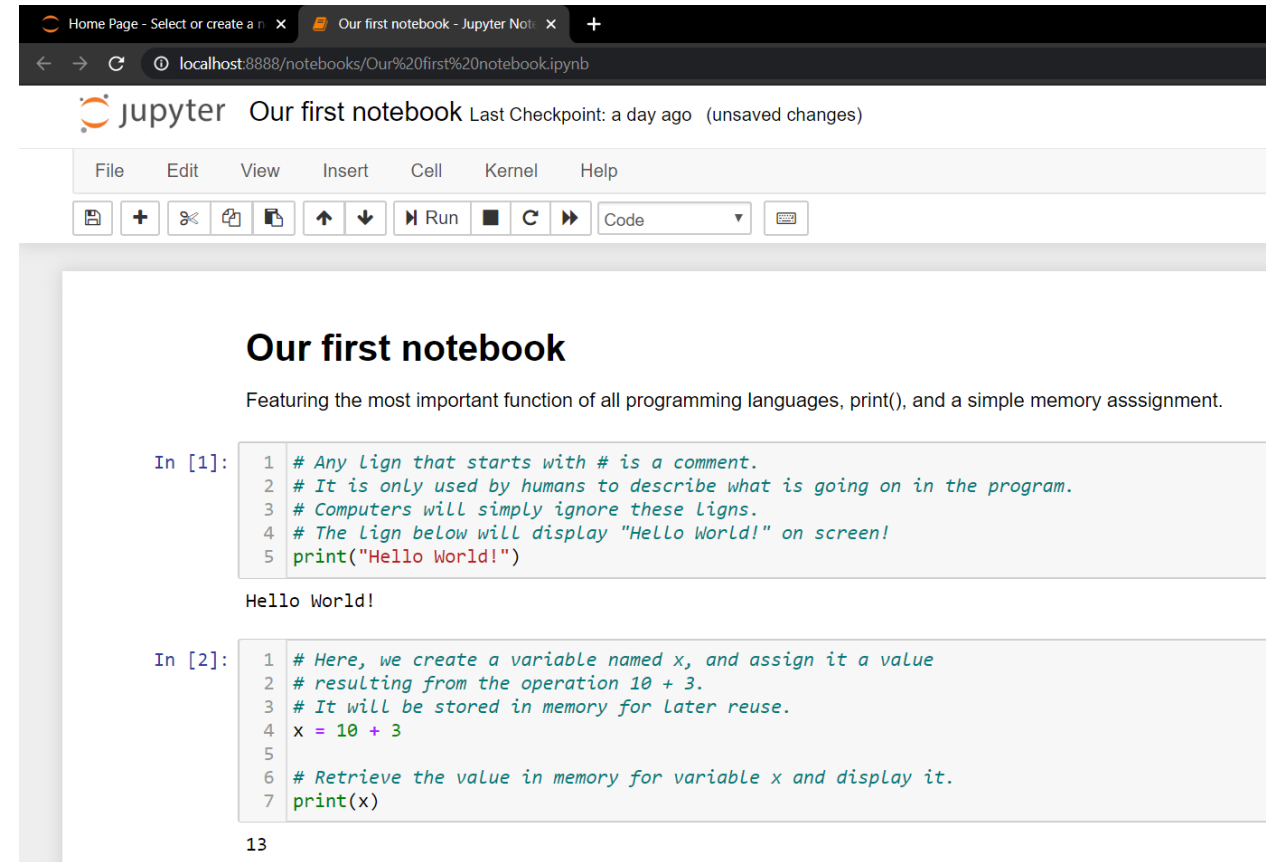 Home Page - Select or create a n
Our first notebook - Jupyter Note
localhost:8888/notebooks/Our%20first%20notebook.ipynb
jupyter Our first notebook Last Checkpoint: a day ago (unsaved changes)
File Edit View Insert Cell Kernel Help
Run Code
Our first notebook
Featuring the most important function of all programming languages, print(), and a simple memory asssignment.
In [1]: 1 # Any lign that starts with # is a comment.
2 # It is only used by humans to describe what is going on in the program.
3 # Computers will simply ignore these ligns.
4 # The lign below will display "Hello World!" on screen!
5 print("Hello World!")
Hello World!
In [2]: 1 # Here, we create a variable named x, and assign it a value
2 # resulting from the operation 10 + 3.
3 # It will be stored in memory for later reuse.
4 x = 10 + 3
5
6 # Retrieve the value in memory for variable x and display it.
7 print(x)
13